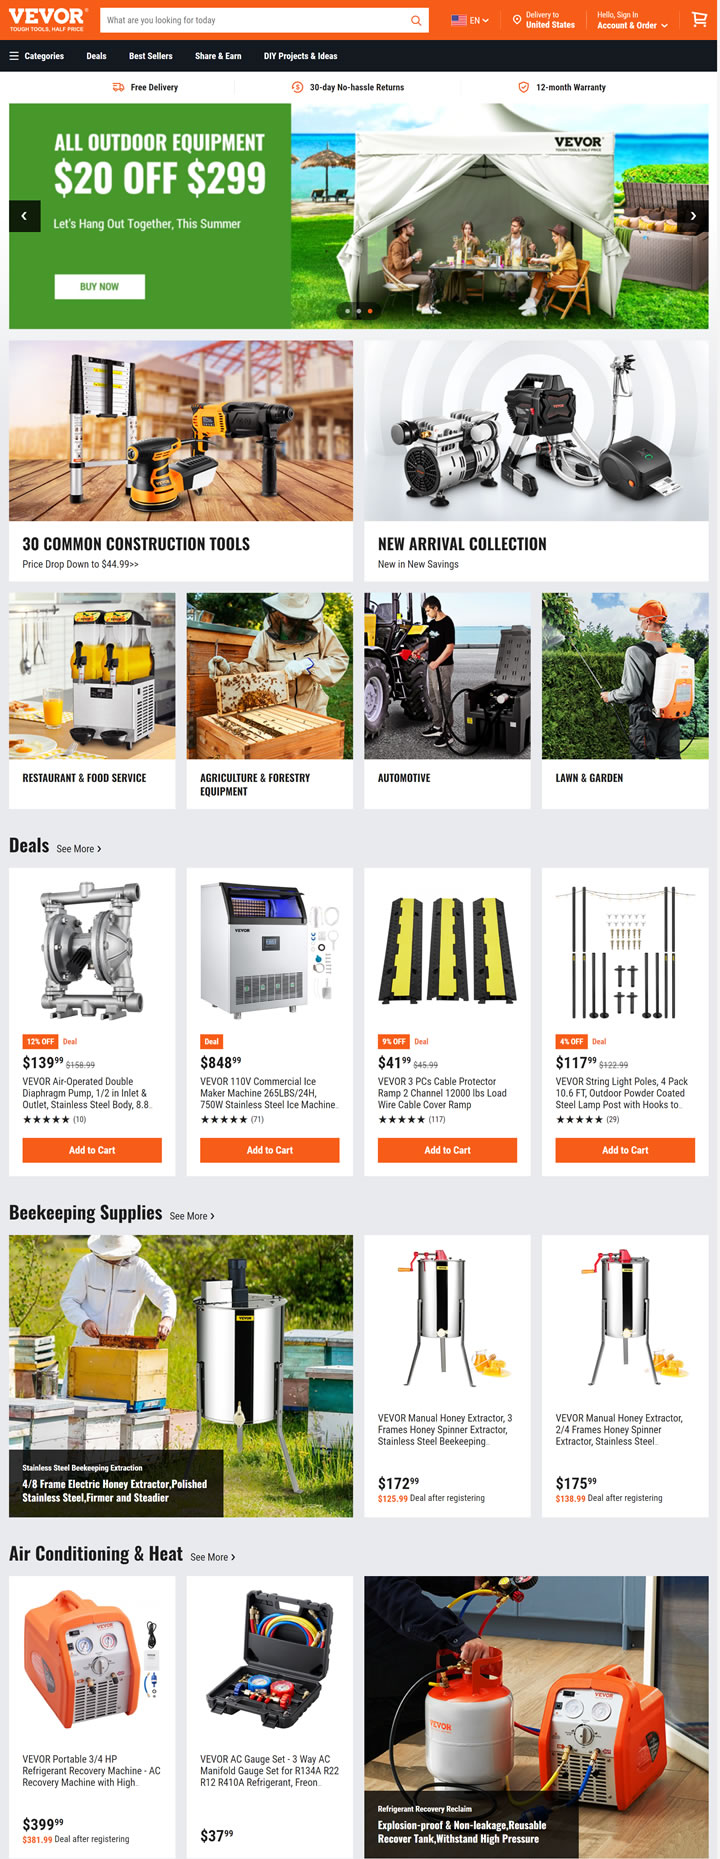 VEVOR
TOUGH TOOLS, HALF PRICE
What are you looking for today
EN
Delivery to
United States
Hello, Sign In
Account & Order
Categories
Deals
Best Sellers
Share & Earn
DIY Projects & Ideas
Free Delivery
30-day No-hassle Returns
12-month Warranty
ALL OUTDOOR EQUIPMENT
$20 OFF $299
Let's Hang Out Together, This Summer
BUY NOW
VEVOR
TOUGH TOOLS, HALF PRICE
30 COMMON CONSTRUCTION TOOLS
Price Drop Down to $44.99>>
NEW ARRIVAL COLLECTION
New in New Savings
RESTAURANT & FOOD SERVICE
AGRICULTURE & FORESTRY
EQUIPMENT
AUTOMOTIVE
LAWN & GARDEN
Deals
See More >
VEVOR
12% OFF Deal
$139.99 $158.99
VEVOR Air-Operated Double
Diaphragm Pump, 1/2 in Inlet &
Outlet, Stainless Steel Body, 8.8..
★★★★★ (10)
Add to Cart
Deal
$848.99
VEVOR 110V Commercial Ice
Maker Machine 265LBS/24H,
750W Stainless Steel Ice Machine..
★★★★★ (71)
Add to Cart
9% OFF Deal
$41.99 $45.99
VEVOR 3 PCs Cable Protector
Ramp 2 Channel 12000 lbs Load
Wire Cable Cover Ramp
★★★★★ (117)
Add to Cart
4% OFF Deal
$117.99 $122.99
VEVOR String Light Poles, 4 Pack
10.6 FT, Outdoor Powder Coated
Steel Lamp Post with Hooks to..
★★★★★ (29)
Add to Cart
Beekeeping Supplies
See More >
VEVOR
Stainless Steel Beekeeping Extraction
4/8 Frame Electric Honey Extractor,Polished
Stainless Steel,Firmer and Steadier
VEVOR Manual Honey Extractor, 3
Frames Honey Spinner Extractor,
Stainless Steel Beekeeping..
$172.99
$125.99 Deal after registering
VEVOR Manual Honey Extractor,
2/4 Frames Honey Spinner
Extractor, Stainless Steel..
$175.99
$138.99 Deal after registering
Air Conditioning & Heat
See More >
VEVOR
VEVOR Portable 3/4 HP
Refrigerant Recovery Machine - AC
Recovery Machine with High..
$399.99
$381.99 Deal after registering
VEVOR AC Gauge Set - 3 Way AC
Manifold Gauge Set for R134A R22
R12 R410A Refrigerant, Freon..
$37.99
VEVOR
VEVOR
Refrigerant Recovery Reclaim
Explosion-proof & Non-leakage,Reusable
Recover Tank,Withstand High Pressure